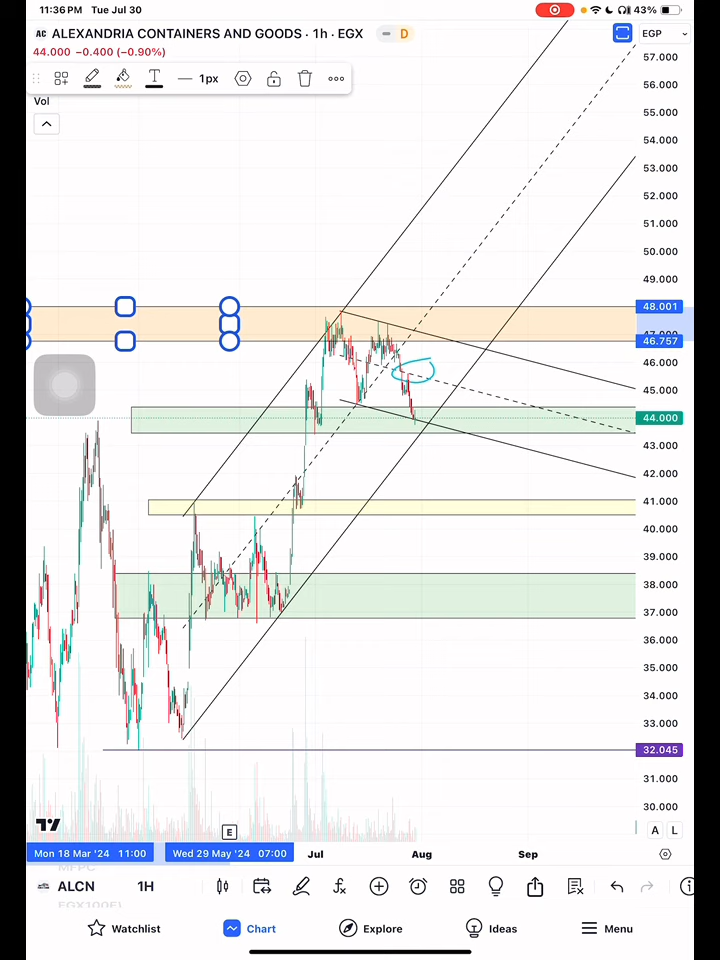 11:36 PM Tue Jul 30
43%
AC ALEXANDRIA CONTAINERS AND GOODS · 1h · EGX
D
EGP
44.000 −0.400 (−0.90%)
1px
Vol
57.000
56.000
55.000
54.000
53.000
52.000
51.000
50.000
49.000
48.001
47.000
46.757
46.000
45.000
44.000
43.000
42.000
41.000
40.000
39.000
38.000
37.000
36.000
35.000
34.000
33.000
32.045
31.000
30.000
E
A L
Mon 18 Mar '24 11:00
Wed 29 May '24 07:00
Jul
Aug
Sep
ALCN 1H
Watchlist
Chart
Explore
Ideas
Menu